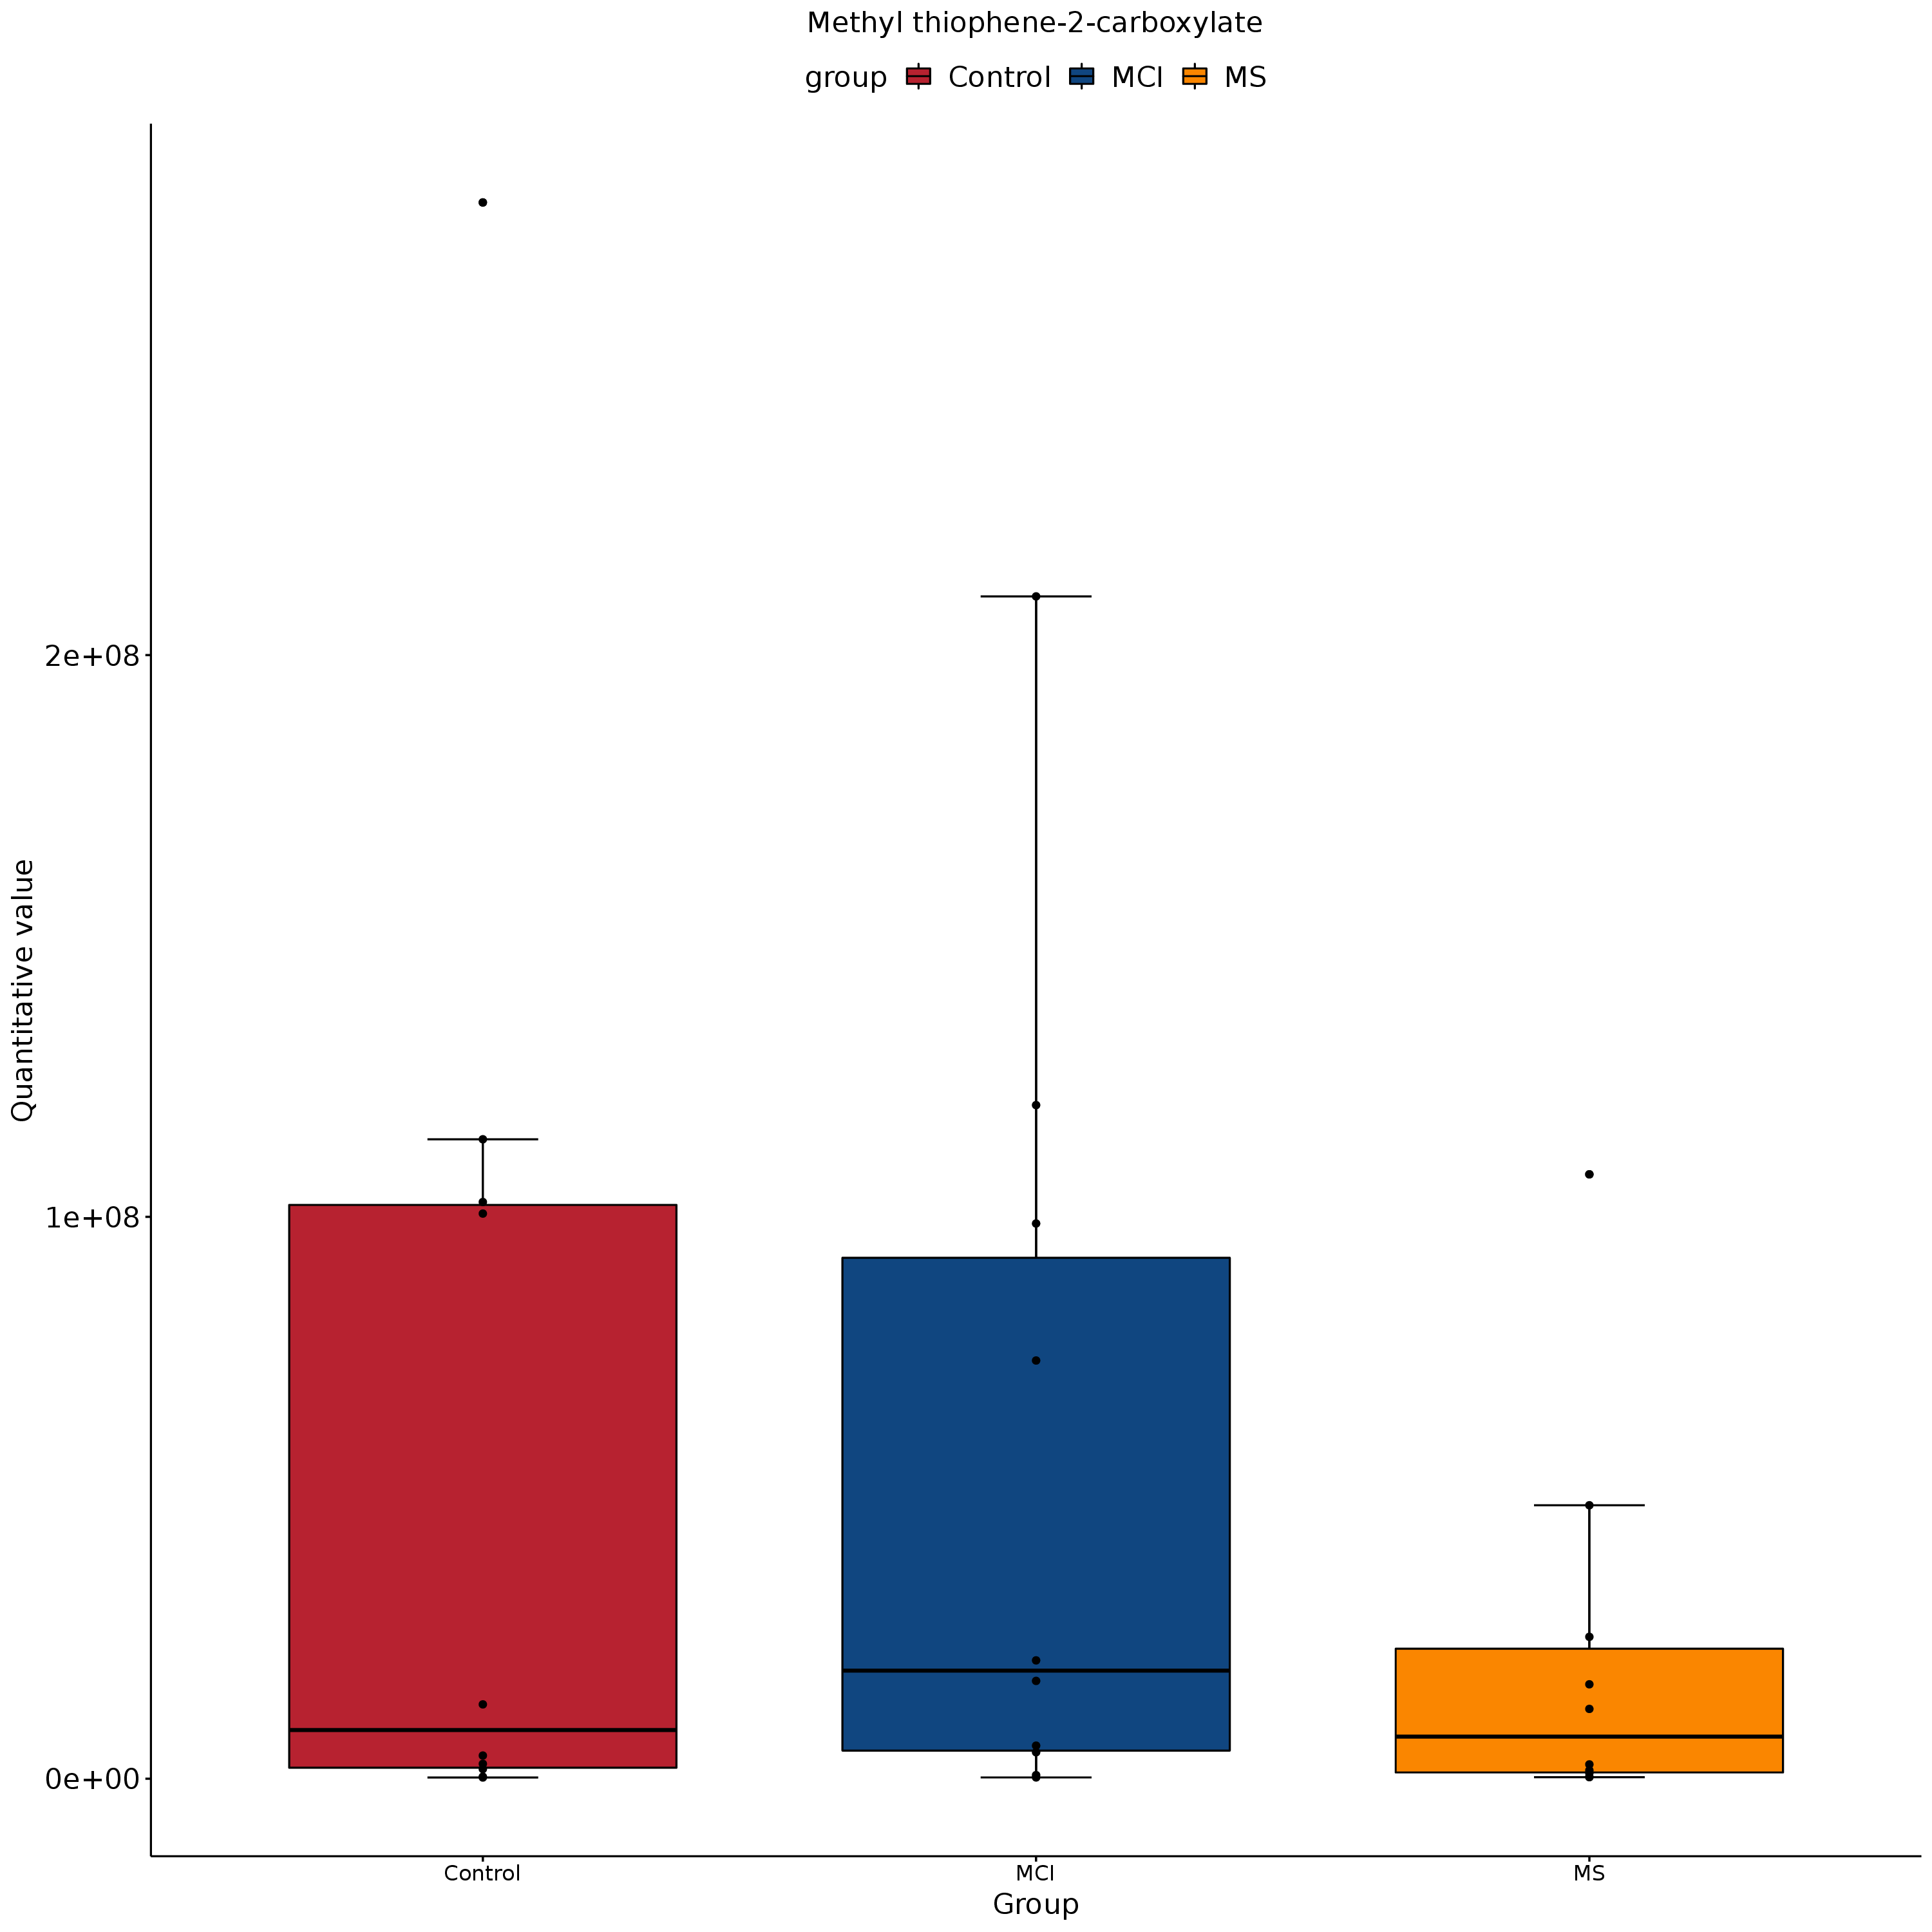 Methyl thiophene-2-carboxylate
group Control MCI MS
Quantitative value
2e+08
1e+08
0e+00
Control MCI MS
Group